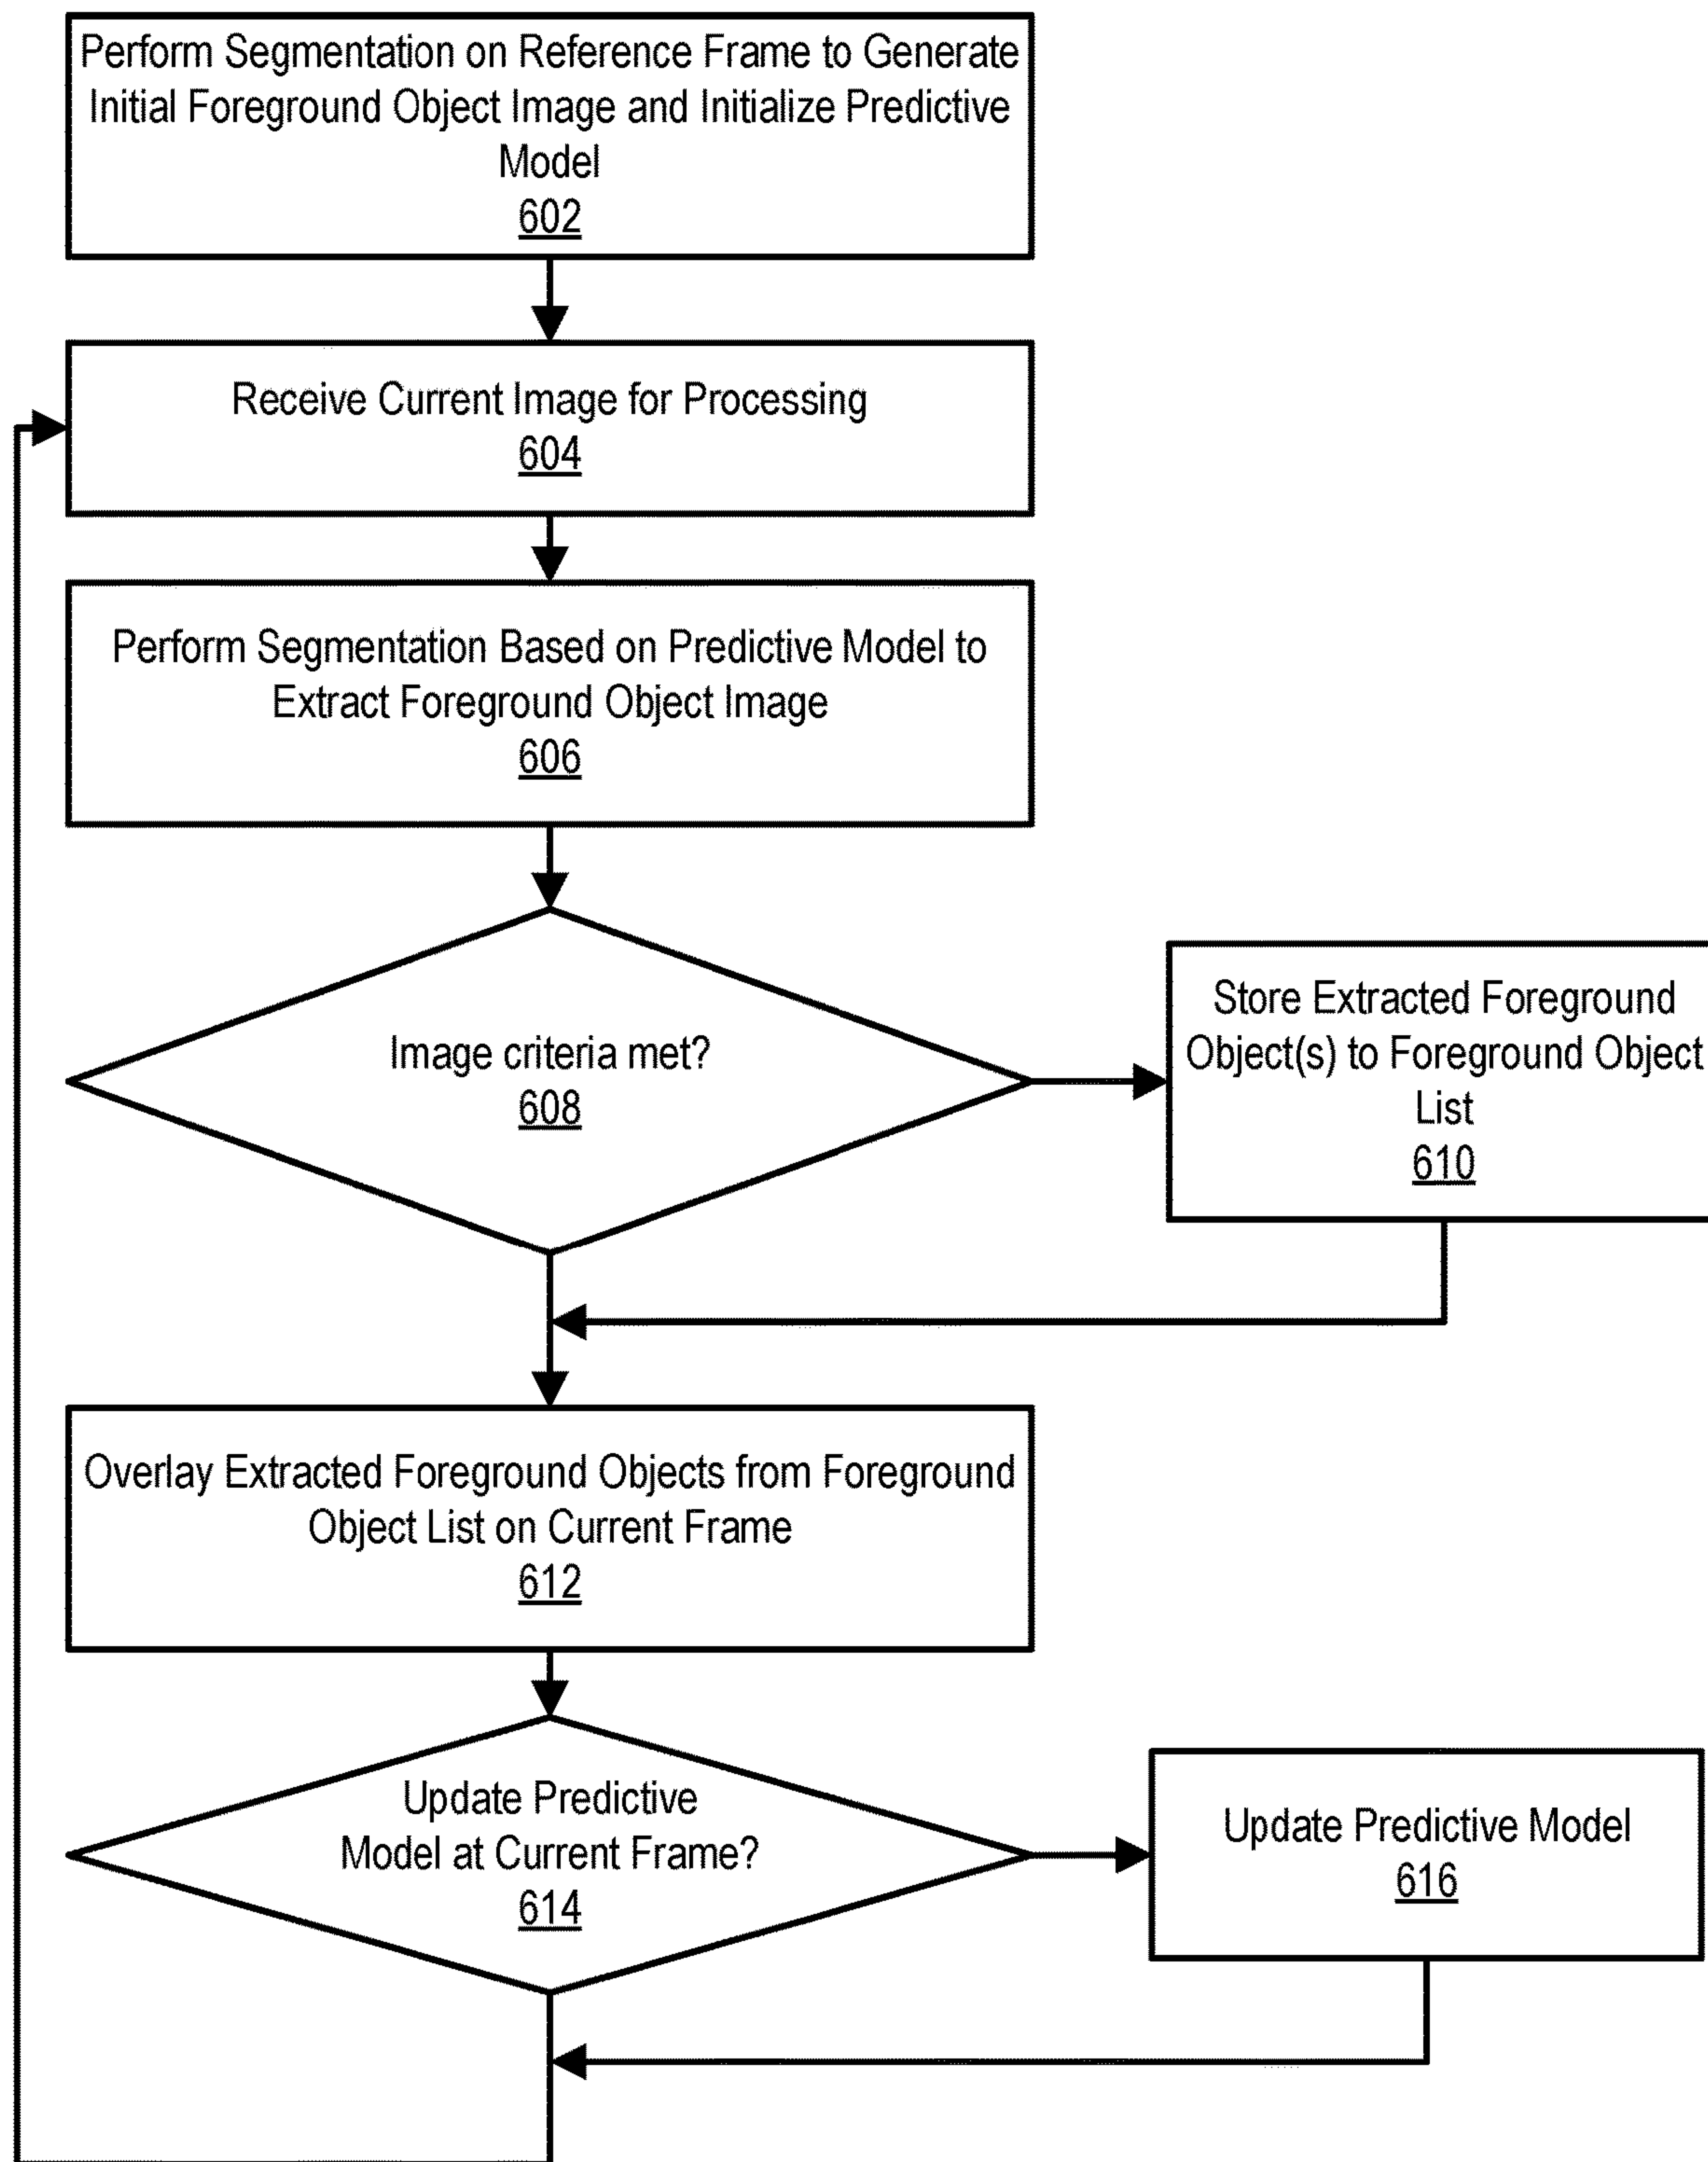 Perform Segmentation on Reference Frame to Generate
Initial Foreground Object Image and Initialize Predictive
Model
602
Receive Current Image for Processing
604
Perform Segmentation Based on Predictive Model to
Extract Foreground Object Image
606
Image criteria met?
608
Store Extracted Foreground
Object(s) to Foreground Object
List
610
Overlay Extracted Foreground Objects from Foreground
Object List on Current Frame
612
Update Predictive
Model at Current Frame?
614
Update Predictive Model
616